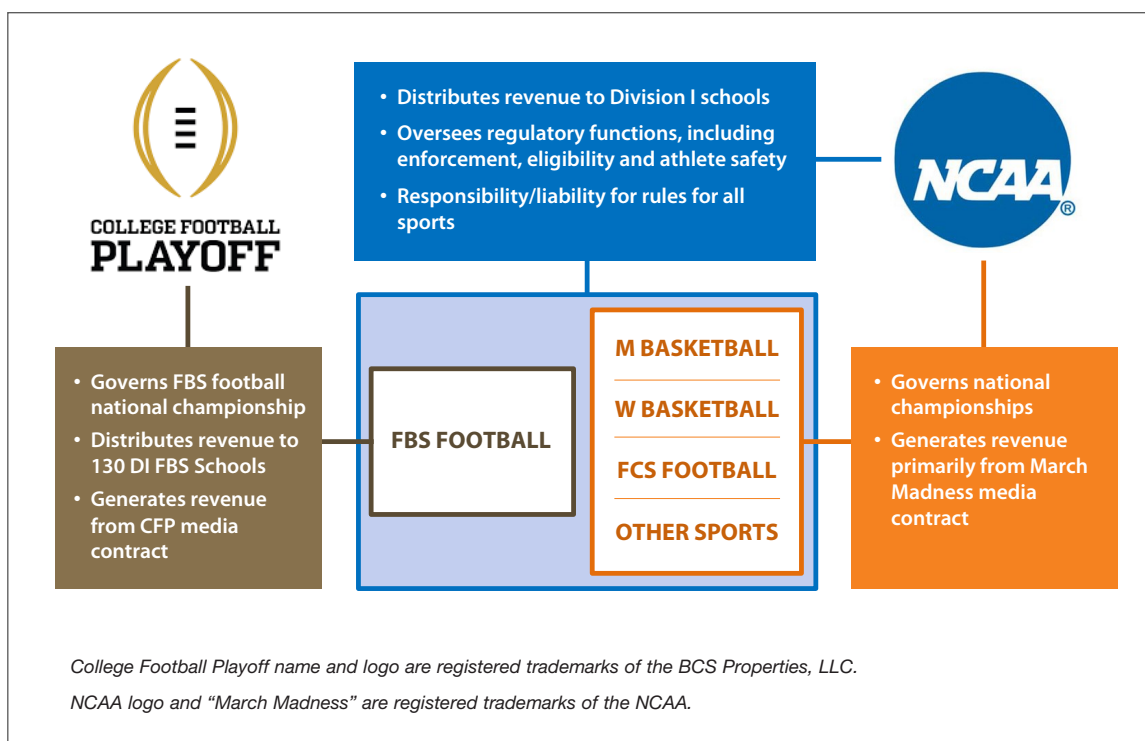 COLLEGE FOOTBALL
PLAYOFF
• Distributes revenue to Division I schools
• Oversees regulatory functions, including
enforcement, eligibility and athlete safety
• Responsibility/liability for rules for all
sports
NCAA
®
• Governs FBS football
national championship
• Distributes revenue to
130 DI FBS Schools
• Generates revenue
from CFP media
contract
FBS FOOTBALL
M BASKETBALL
W BASKETBALL
FCS FOOTBALL
OTHER SPORTS
• Governs national
championships
• Generates revenue
primarily from March
Madness media
contract
College Football Playoff name and logo are registered trademarks of the BCS Properties, LLC.
NCAA logo and “March Madness” are registered trademarks of the NCAA.